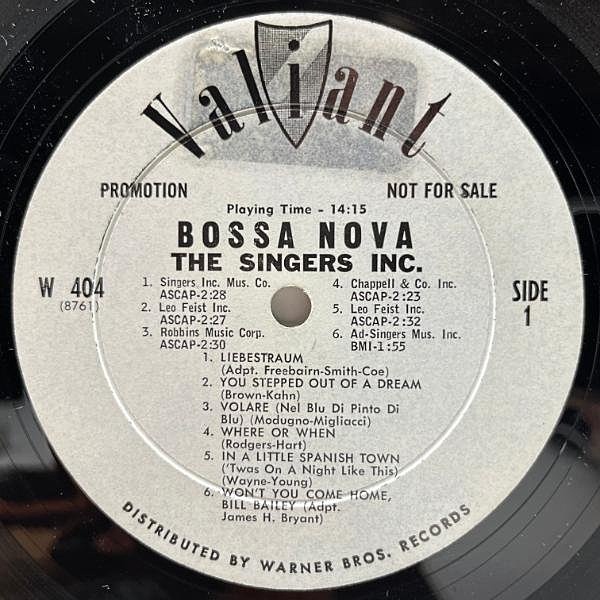 Valiant
PROMOTION NOT FOR SALE
Playing Time - 14:15
BOSSA NOVA
THE SINGERS INC.
W 404
(8761)
SIDE
1
1. Singers Inc. Mus. Co.
ASCAP-2:28
2. Leo Feist Inc.
ASCAP-2:27
3. Robbins Music Corp.
ASCAP-2:30
4. Chappell & Co. Inc.
ASCAP-2:23
5. Leo Feist Inc.
ASCAP-2:32
6. Ad-Singers Mus. Inc.
BMI-1:55
1. LIEBESTRAUM
(Adpt. Freebairn-Smith-Coe)
2. YOU STEPPED OUT OF A DREAM
(Brown-Kahn)
3. VOLARE (Nel Blu Di Pinto Di
Blu) (Modugno-Migliacci)
4. WHERE OR WHEN
(Rodgers-Hart)
5. IN A LITTLE SPANISH TOWN
('Twas On A Night Like This)
(Wayne-Young)
6. WON'T YOU COME HOME,
BILL BAILEY (Adpt.
James H. Bryant)
DISTRIBUTED BY WARNER BROS. RECORDS